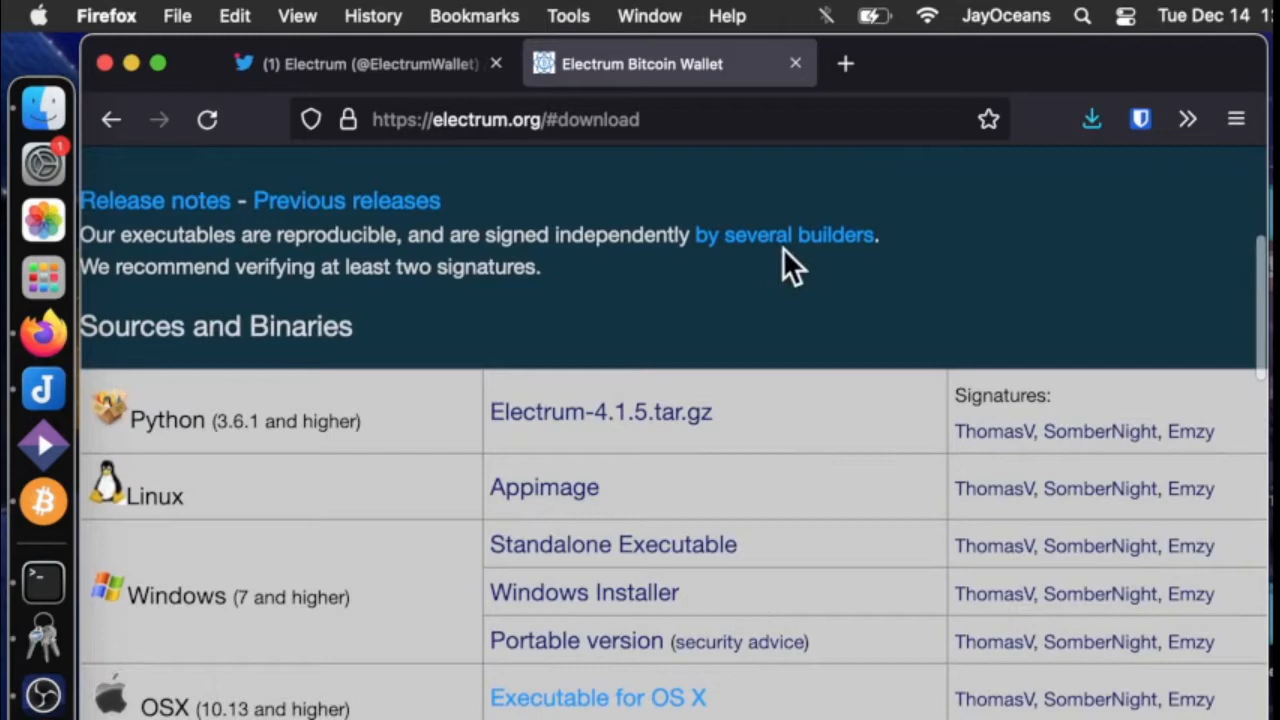 Firefox File Edit View History Bookmarks Tools Window Help JayOceans Tue Dec 14
(1) Electrum (@ElectrumWallet) Electrum Bitcoin Wallet
https://electrum.org/#download
Release notes - Previous releases
Our executables are reproducible, and are signed independently by several builders.
We recommend verifying at least two signatures.
Sources and Binaries
Python (3.6.1 and higher) Electrum-4.1.5.tar.gz Signatures:
ThomasV, SomberNight, Emzy
Linux Appimage ThomasV, SomberNight, Emzy
Standalone Executable ThomasV, SomberNight, Emzy
Windows (7 and higher) Windows Installer ThomasV, SomberNight, Emzy
Portable version (security advice) ThomasV, SomberNight, Emzy
OSX (10.13 and higher) Executable for OS X ThomasV, SomberNight, Emzy